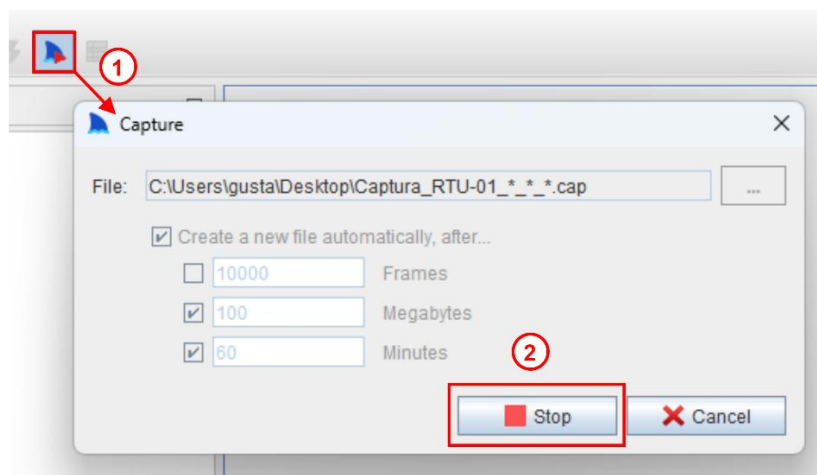 1
Capture
File: C:\Users\gusta\Desktop\Captura_RTU-01_*_*_*.cap ...
Create a new file automatically, after...
10000 Frames
100 Megabytes
60 Minutes
2
Stop Cancel